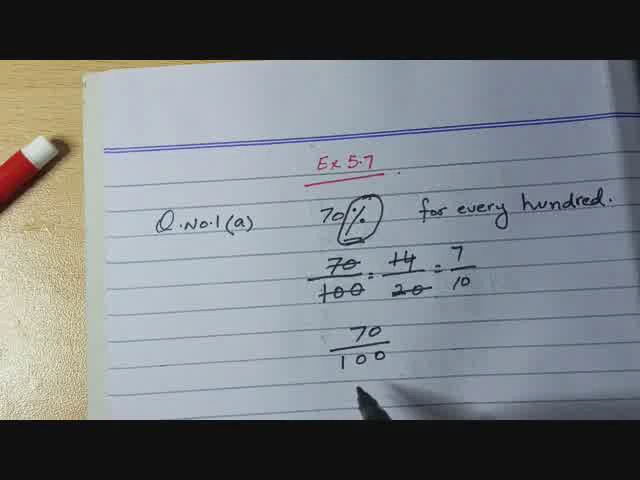 Ex 5.7
Q.No.1(a) 70% for every hundred.
70/100 = 14/20 = 7/10
70/100